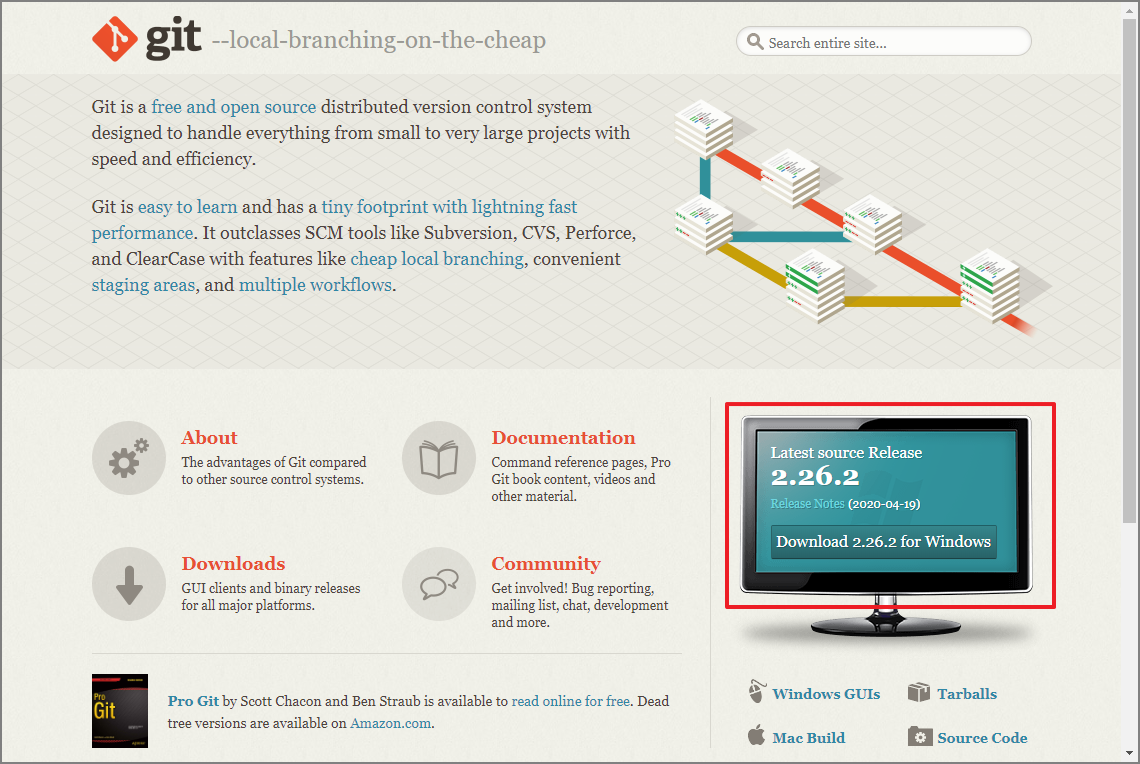 git --local-branching-on-the-cheap
Search entire site...
Git is a free and open source distributed version control system
designed to handle everything from small to very large projects with
speed and efficiency.
Git is easy to learn and has a tiny footprint with lightning fast
performance. It outclasses SCM tools like Subversion, CVS, Perforce,
and ClearCase with features like cheap local branching, convenient
staging areas, and multiple workflows.
About
The advantages of Git compared
to other source control systems.
Documentation
Command reference pages, Pro
Git book content, videos and
other material.
Downloads
GUI clients and binary releases
for all major platforms.
Community
Get involved! Bug reporting,
mailing list, chat, development
and more.
Latest source Release
2.26.2
Release Notes (2020-04-19)
Download 2.26.2 for Windows
Pro
Git
Pro Git by Scott Chacon and Ben Straub is available to read online for free. Dead
tree versions are available on Amazon.com.
Windows GUIs
Tarballs
Mac Build
Source Code